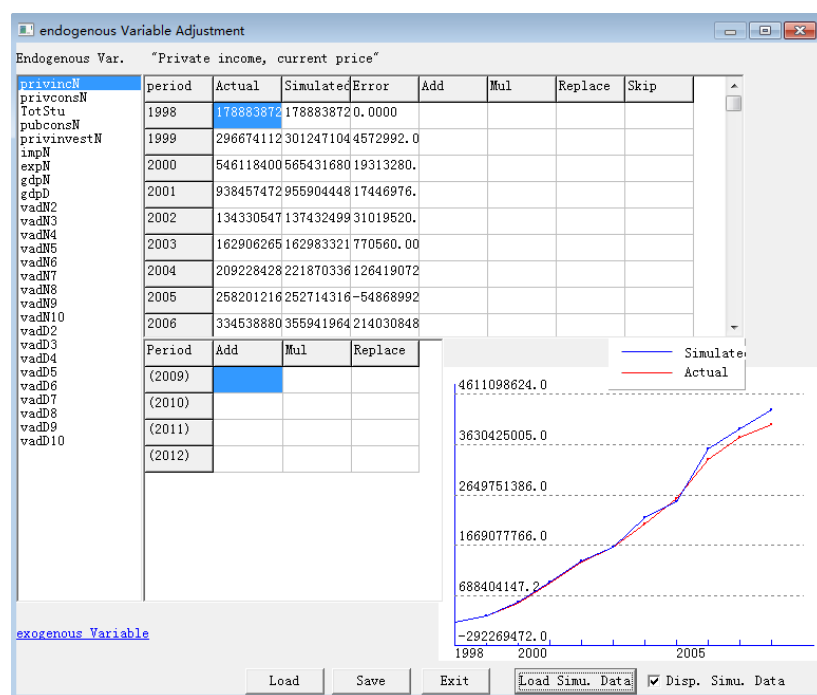 endogenous Variable Adjustment
Endogenous Var. "Private income, current price"
privincN
privconsN
TotStu
pubconsN
privinvestN
impN
expN
gdpN
gdpD
vadN2
vadN3
vadN4
vadN5
vadN6
vadN7
vadN8
vadN9
vadN10
vadD2
vadD3
vadD4
vadD5
vadD6
vadD7
vadD8
vadD9
vadD10
period Actual Simulated Error Add Mul Replace Skip
1998 178883872 178883872 0.0000
1999 296674112 301247104 4572992.0
2000 546118400 565431680 19313280.
2001 938457472 955904448 17446976.
2002 134330547 137432499 31019520.
2003 162906265 162983321 770560.00
2004 209228428 221870336 126419072
2005 258201216 252714316 -54868992
2006 334538880 355941964 214030848
Period Add Mul Replace
(2009)
(2010)
(2011)
(2012)
Simulate
Actual
4611098624.0
3630425005.0
2649751386.0
1669077766.0
688404147.2
-292269472.0
1998 2000 2005
exogenous Variable
Load Save Exit Load Simu. Data Disp. Simu. Data